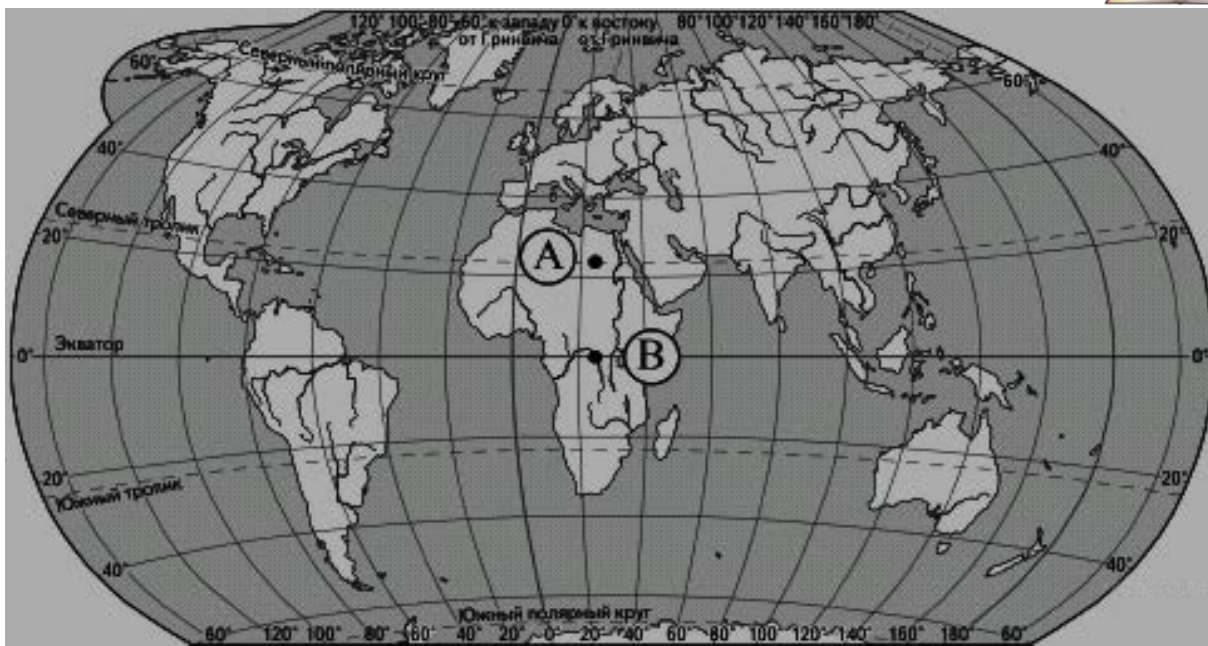 120° 100° 80° 60° к западу 0° к востоку 80° 100° 120° 140° 160° 180°
от Гринвича от Гринвича
Северный полярный круг
60° 60°
40° 40°
Северный тропик
20° 20°
А
Экватор
0° В 0°
20° 20°
Южный тропик
40° 40°
Южный полярный круг
60° 120° 100° 80° 60° 40° 20° 0° 20° 40° 60° 80° 100° 120° 140° 160° 180° 60°